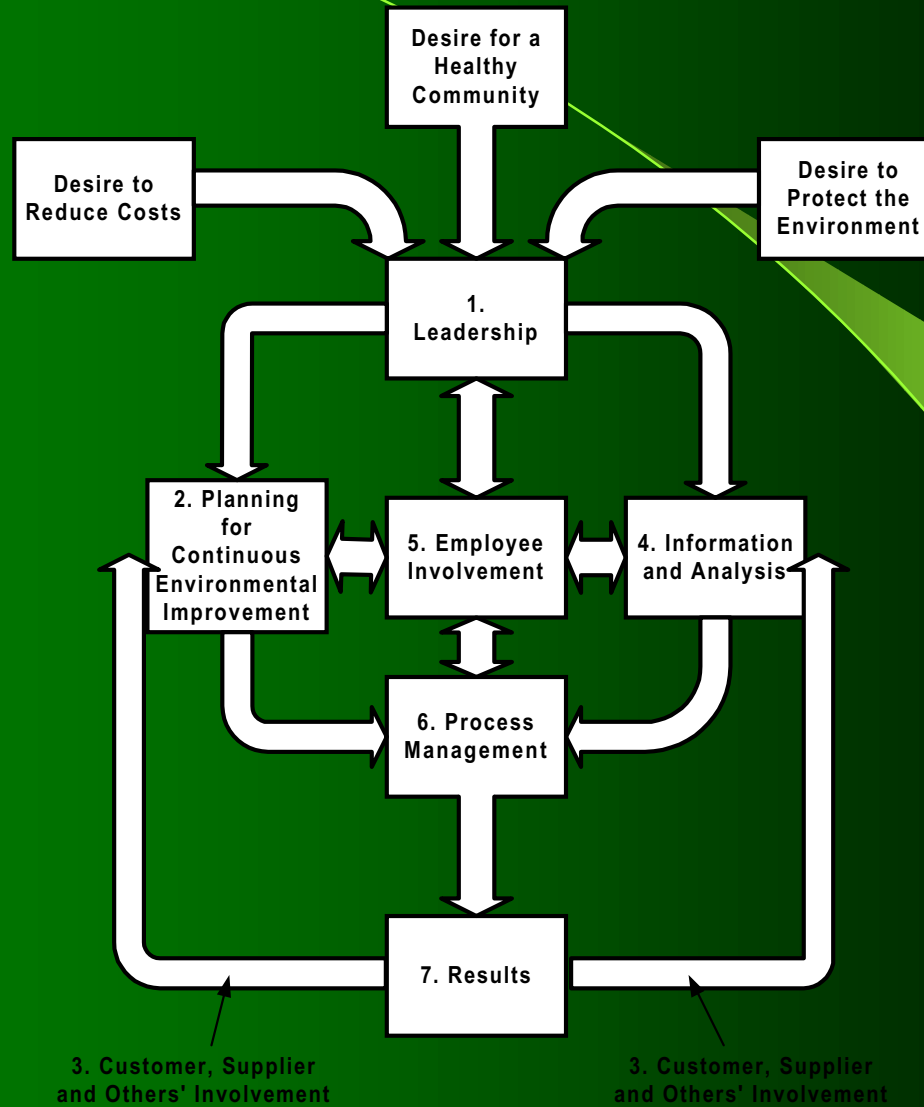 Desire for a
Healthy
Community
Desire to
Reduce Costs
Desire to
Protect the
Environment
1.
Leadership
2. Planning
for
Continuous
Environmental
Improvement
5. Employee
Involvement
4. Information
and Analysis
6. Process
Management
7. Results
3. Customer, Supplier
and Others' Involvement
3. Customer, Supplier
and Others' Involvement